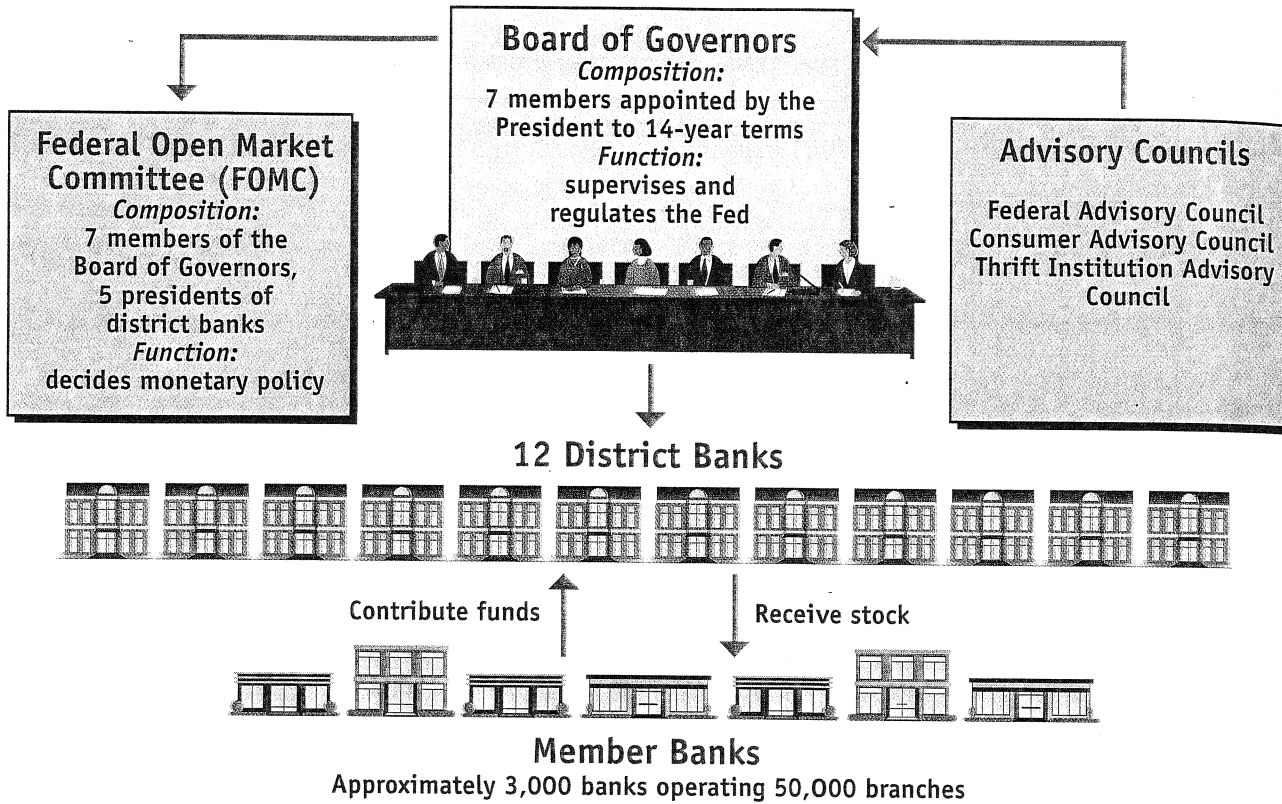 Board of Governors
Composition:
7 members appointed by the
President to 14-year terms
Function:
supervises and
regulates the Fed
Federal Open Market
Committee (FOMC)
Composition:
7 members of the
Board of Governors,
5 presidents of
district banks
Function:
decides monetary policy
Advisory Councils
Federal Advisory Council
Consumer Advisory Council
Thrift Institution Advisory
Council
12 District Banks
Contribute funds
Receive stock
Member Banks
Approximately 3,000 banks operating 50,000 branches